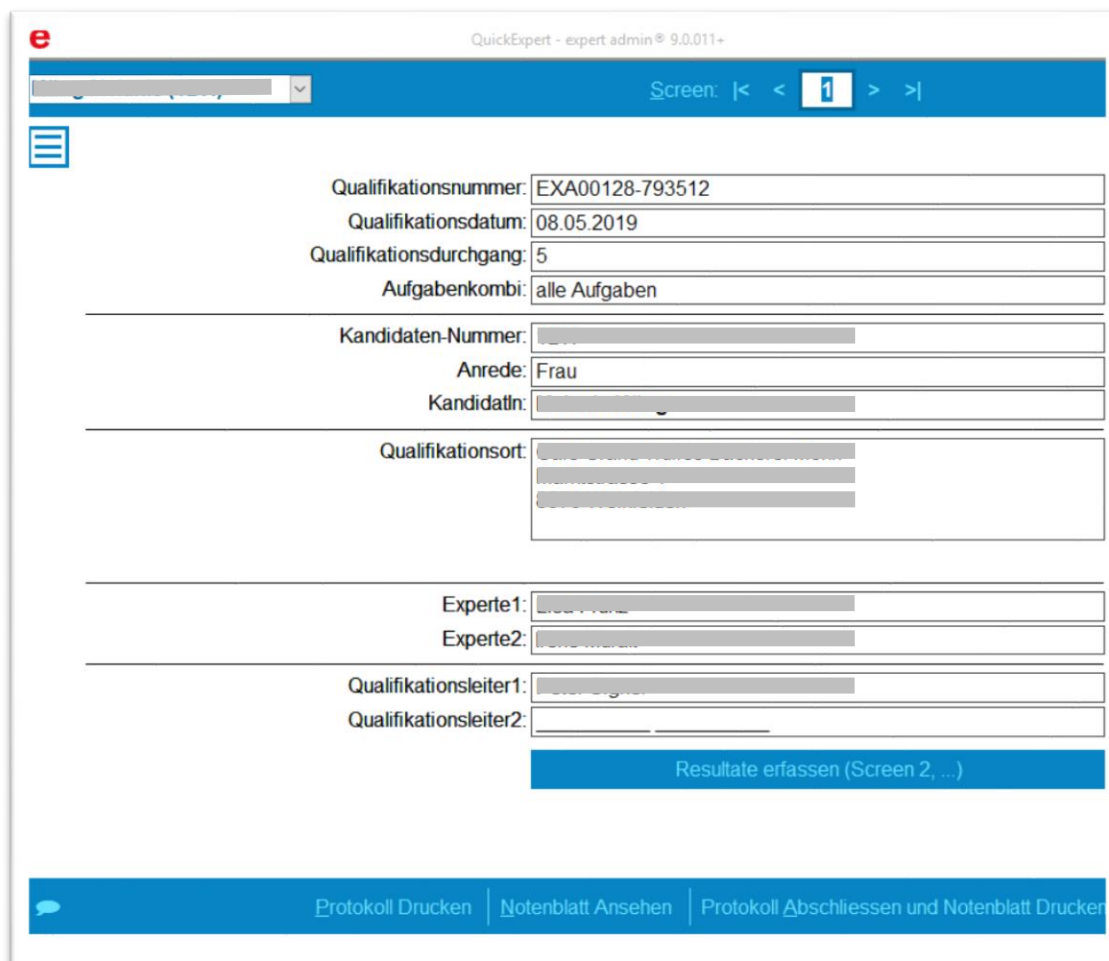 e
QuickExpert - expert admin® 9.0.011+
Screen: |< < 1 > >|
Qualifikationsnummer: EXA00128-793512
Qualifikationsdatum: 08.05.2019
Qualifikationsdurchgang: 5
Aufgabenkombi: alle Aufgaben
Kandidaten-Nummer:
Anrede: Frau
KandidatIn:
Qualifikationsort:
Experte1:
Experte2:
Qualifikationsleiter1:
Qualifikationsleiter2: __________ __________
Resultate erfassen (Screen 2, ...)
Protokoll Drucken | Notenblatt Ansehen | Protokoll Abschliessen und Notenblatt Drucken